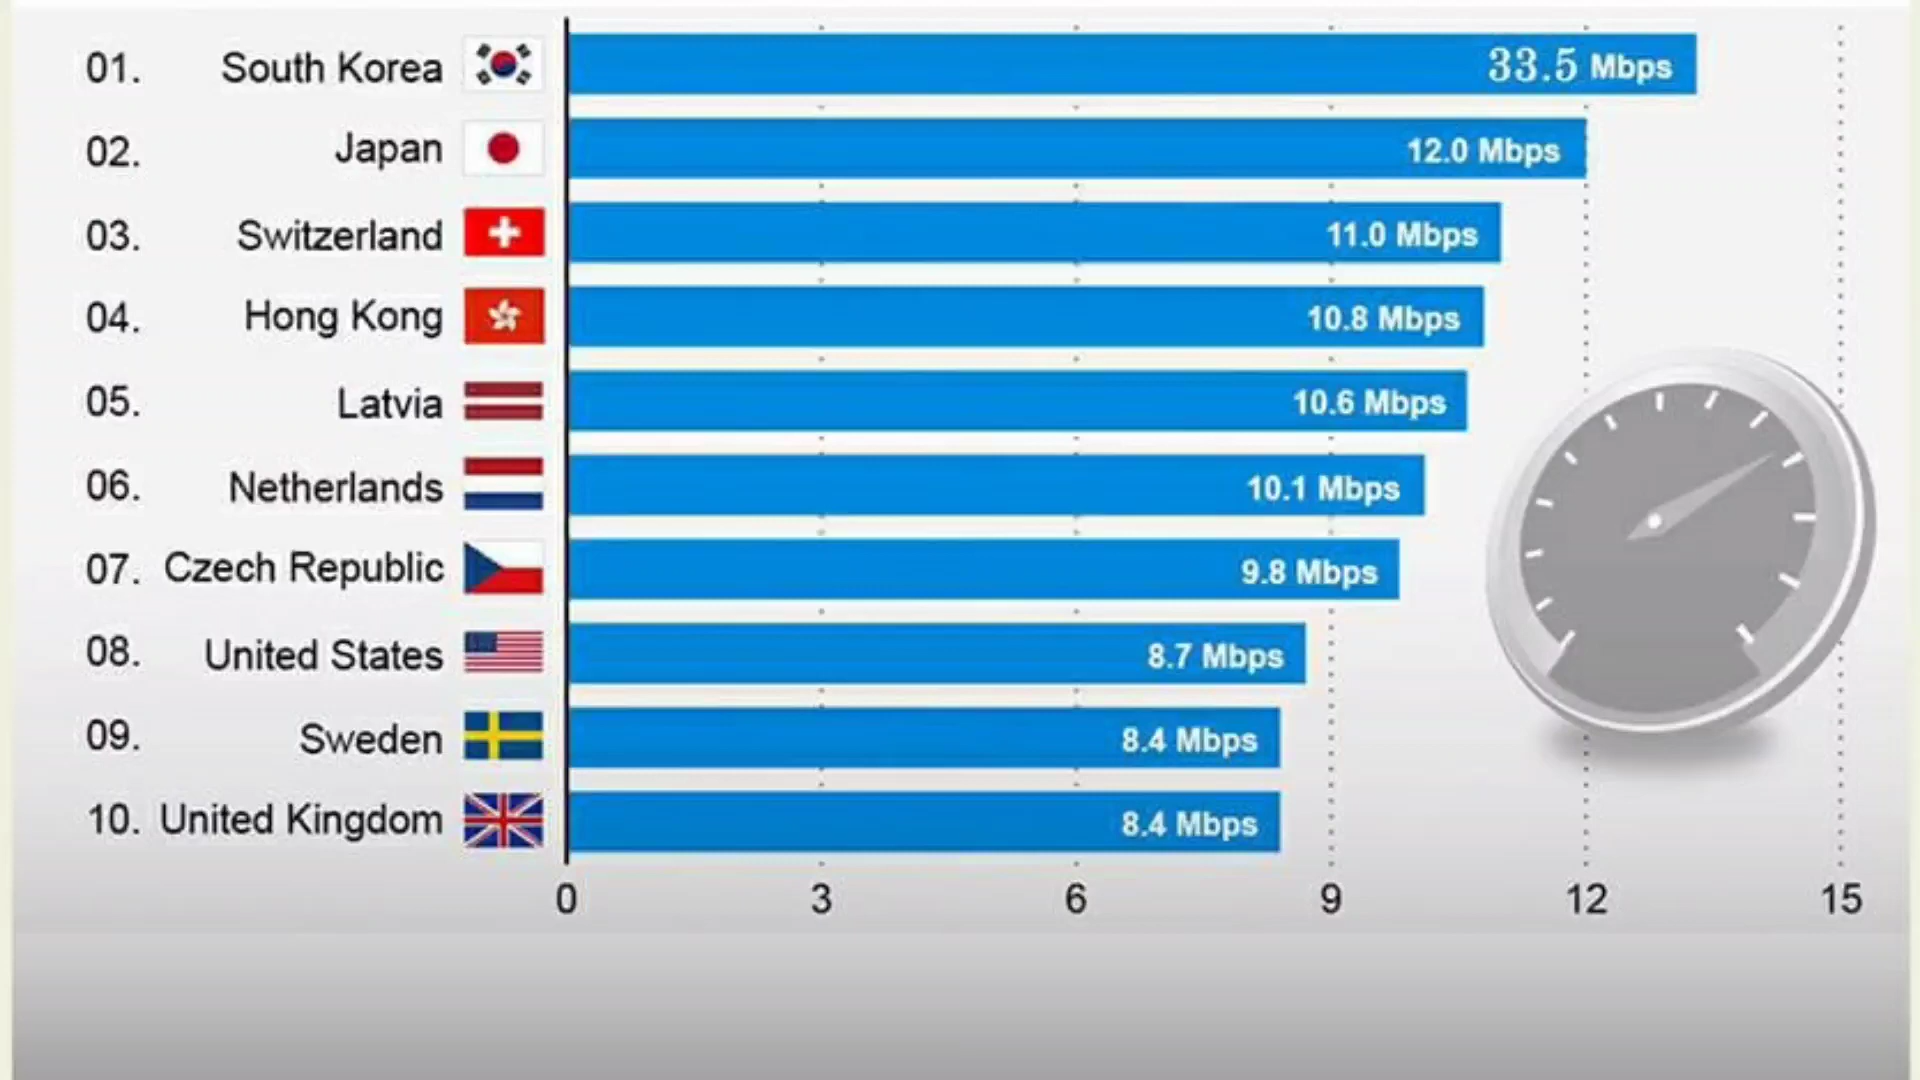 01. South Korea 33.5 Mbps
02. Japan 12.0 Mbps
03. Switzerland 11.0 Mbps
04. Hong Kong 10.8 Mbps
05. Latvia 10.6 Mbps
06. Netherlands 10.1 Mbps
07. Czech Republic 9.8 Mbps
08. United States 8.7 Mbps
09. Sweden 8.4 Mbps
10. United Kingdom 8.4 Mbps
0 3 6 9 12 15